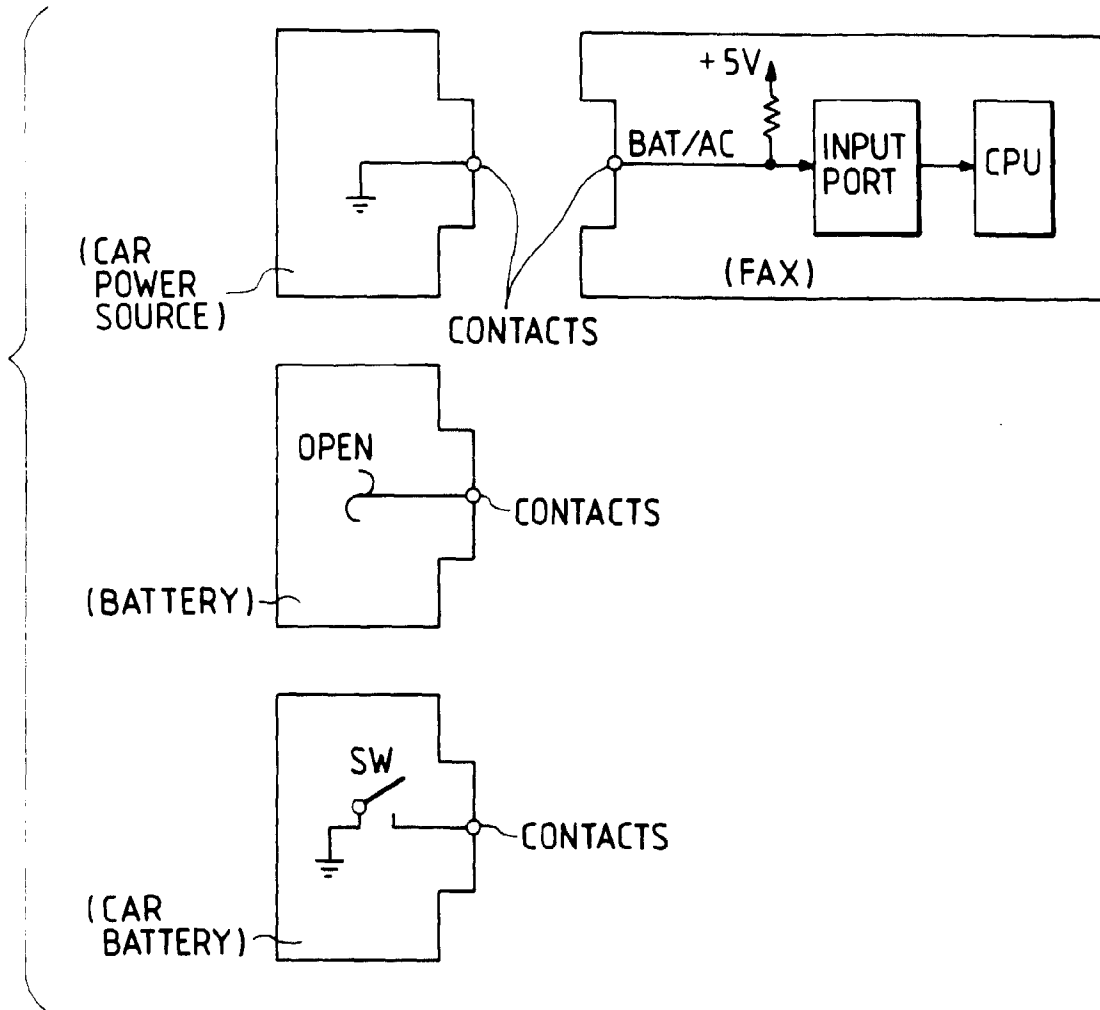 +5V
BAT/AC
INPUT
PORT
CPU
(CAR
POWER
SOURCE)
(FAX)
CONTACTS
OPEN
CONTACTS
(BATTERY)
SW
CONTACTS
(CAR
BATTERY)